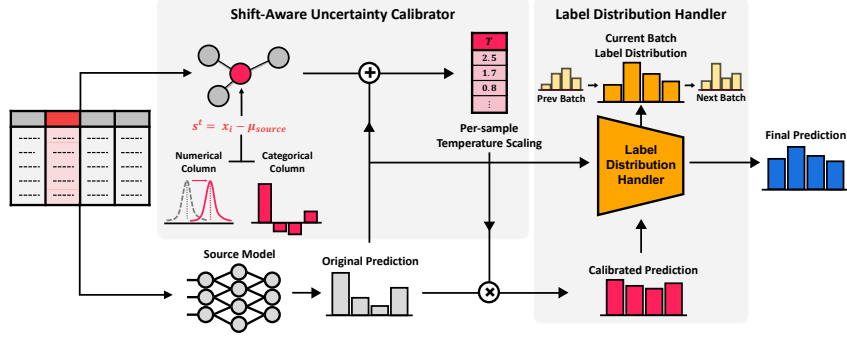 Shift-Aware Uncertainty Calibrator
Label Distribution Handler
Current Batch
Label Distribution
Prev Batch
Next Batch
T
2.5
1.7
0.8
⋮
s^t = x_i − μ_source
Per-sample
Temperature Scaling
Numerical
Column
Categorical
Column
Label
Distribution
Handler
Final Prediction
Source Model
Original Prediction
Calibrated Prediction